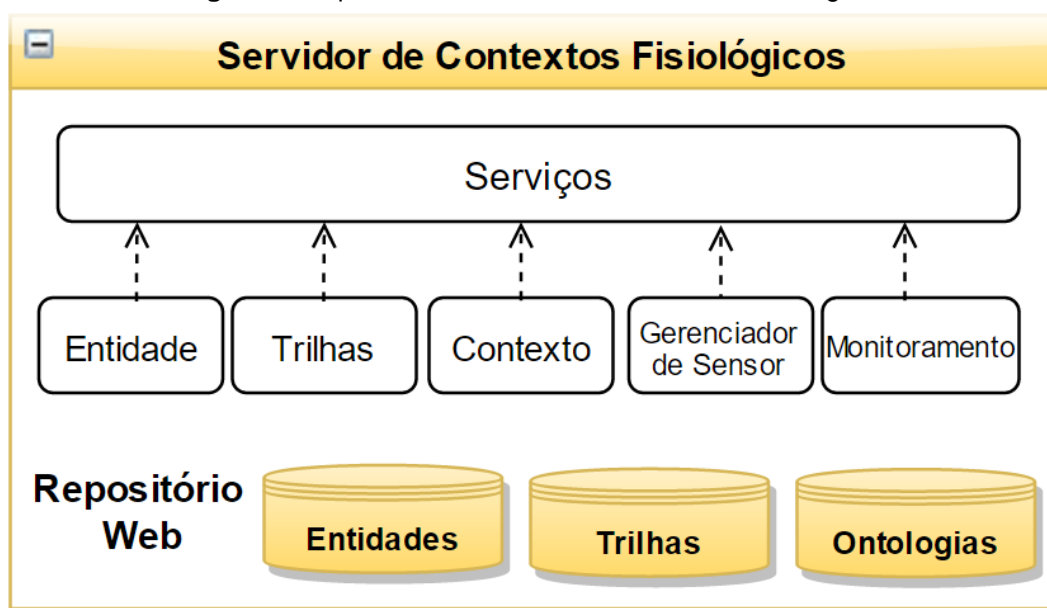 Servidor de Contextos Fisiológicos
Serviços
Entidade
Trilhas
Contexto
Gerenciador
de Sensor
Monitoramento
Repositório
Web
Entidades
Trilhas
Ontologias